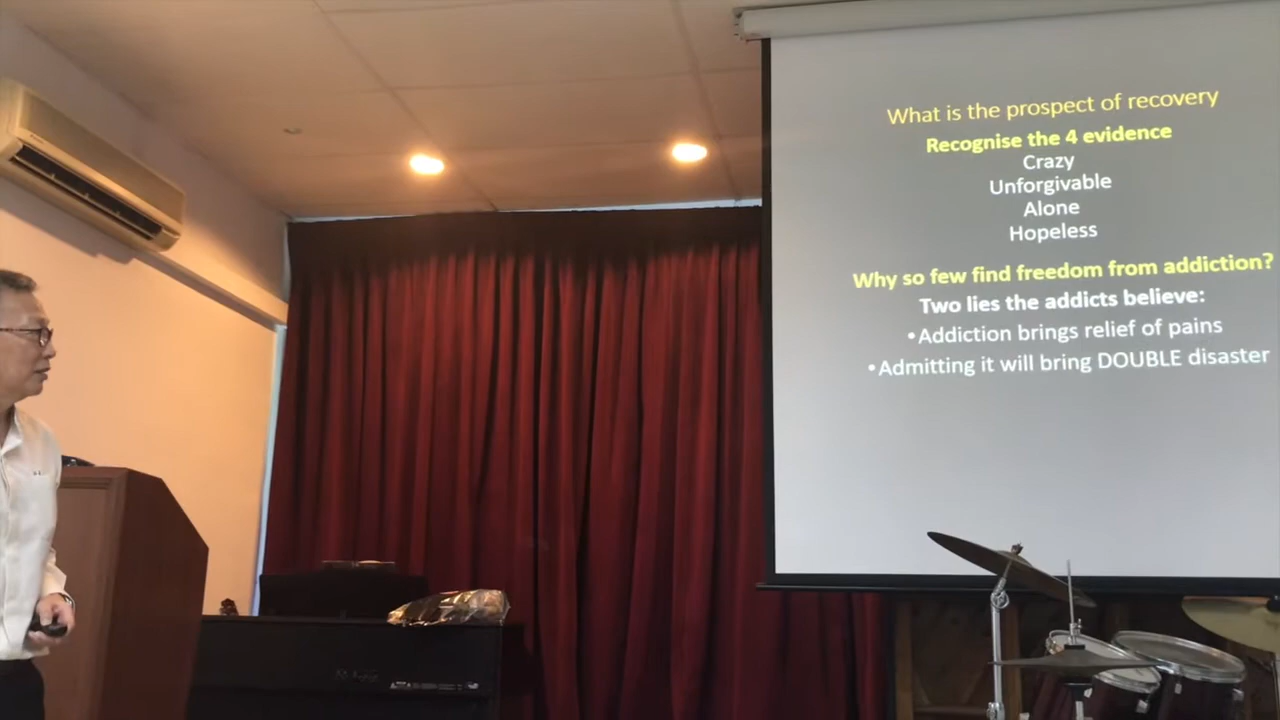 What is the prospect of recovery
Recognise the 4 evidence
Crazy
Unforgivable
Alone
Hopeless
Why so few find freedom from addiction?
Two lies the addicts believe:
•Addiction brings relief of pains
•Admitting it will bring DOUBLE disaster